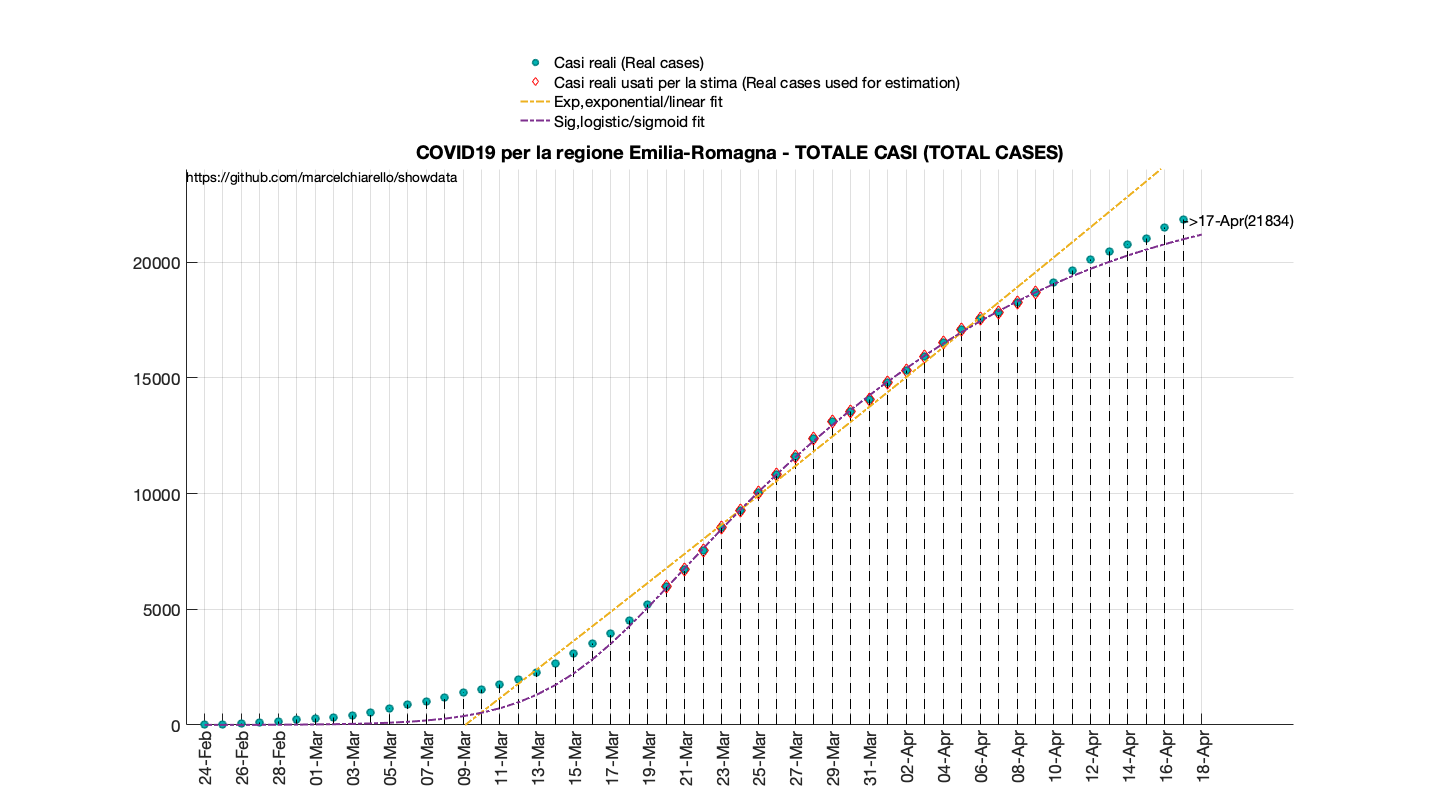 Casi reali (Real cases)
Casi reali usati per la stima (Real cases used for estimation)
Exp,exponential/linear fit
Sig,logistic/sigmoid fit
COVID19 per la regione Emilia-Romagna - TOTALE CASI (TOTAL CASES)
https://github.com/marcelchiarello/showdata
->17-Apr(21834)
20000
15000
10000
5000
0
24-Feb
26-Feb
28-Feb
01-Mar
03-Mar
05-Mar
07-Mar
09-Mar
11-Mar
13-Mar
15-Mar
17-Mar
19-Mar
21-Mar
23-Mar
25-Mar
27-Mar
29-Mar
31-Mar
02-Apr
04-Apr
06-Apr
08-Apr
10-Apr
12-Apr
14-Apr
16-Apr
18-Apr